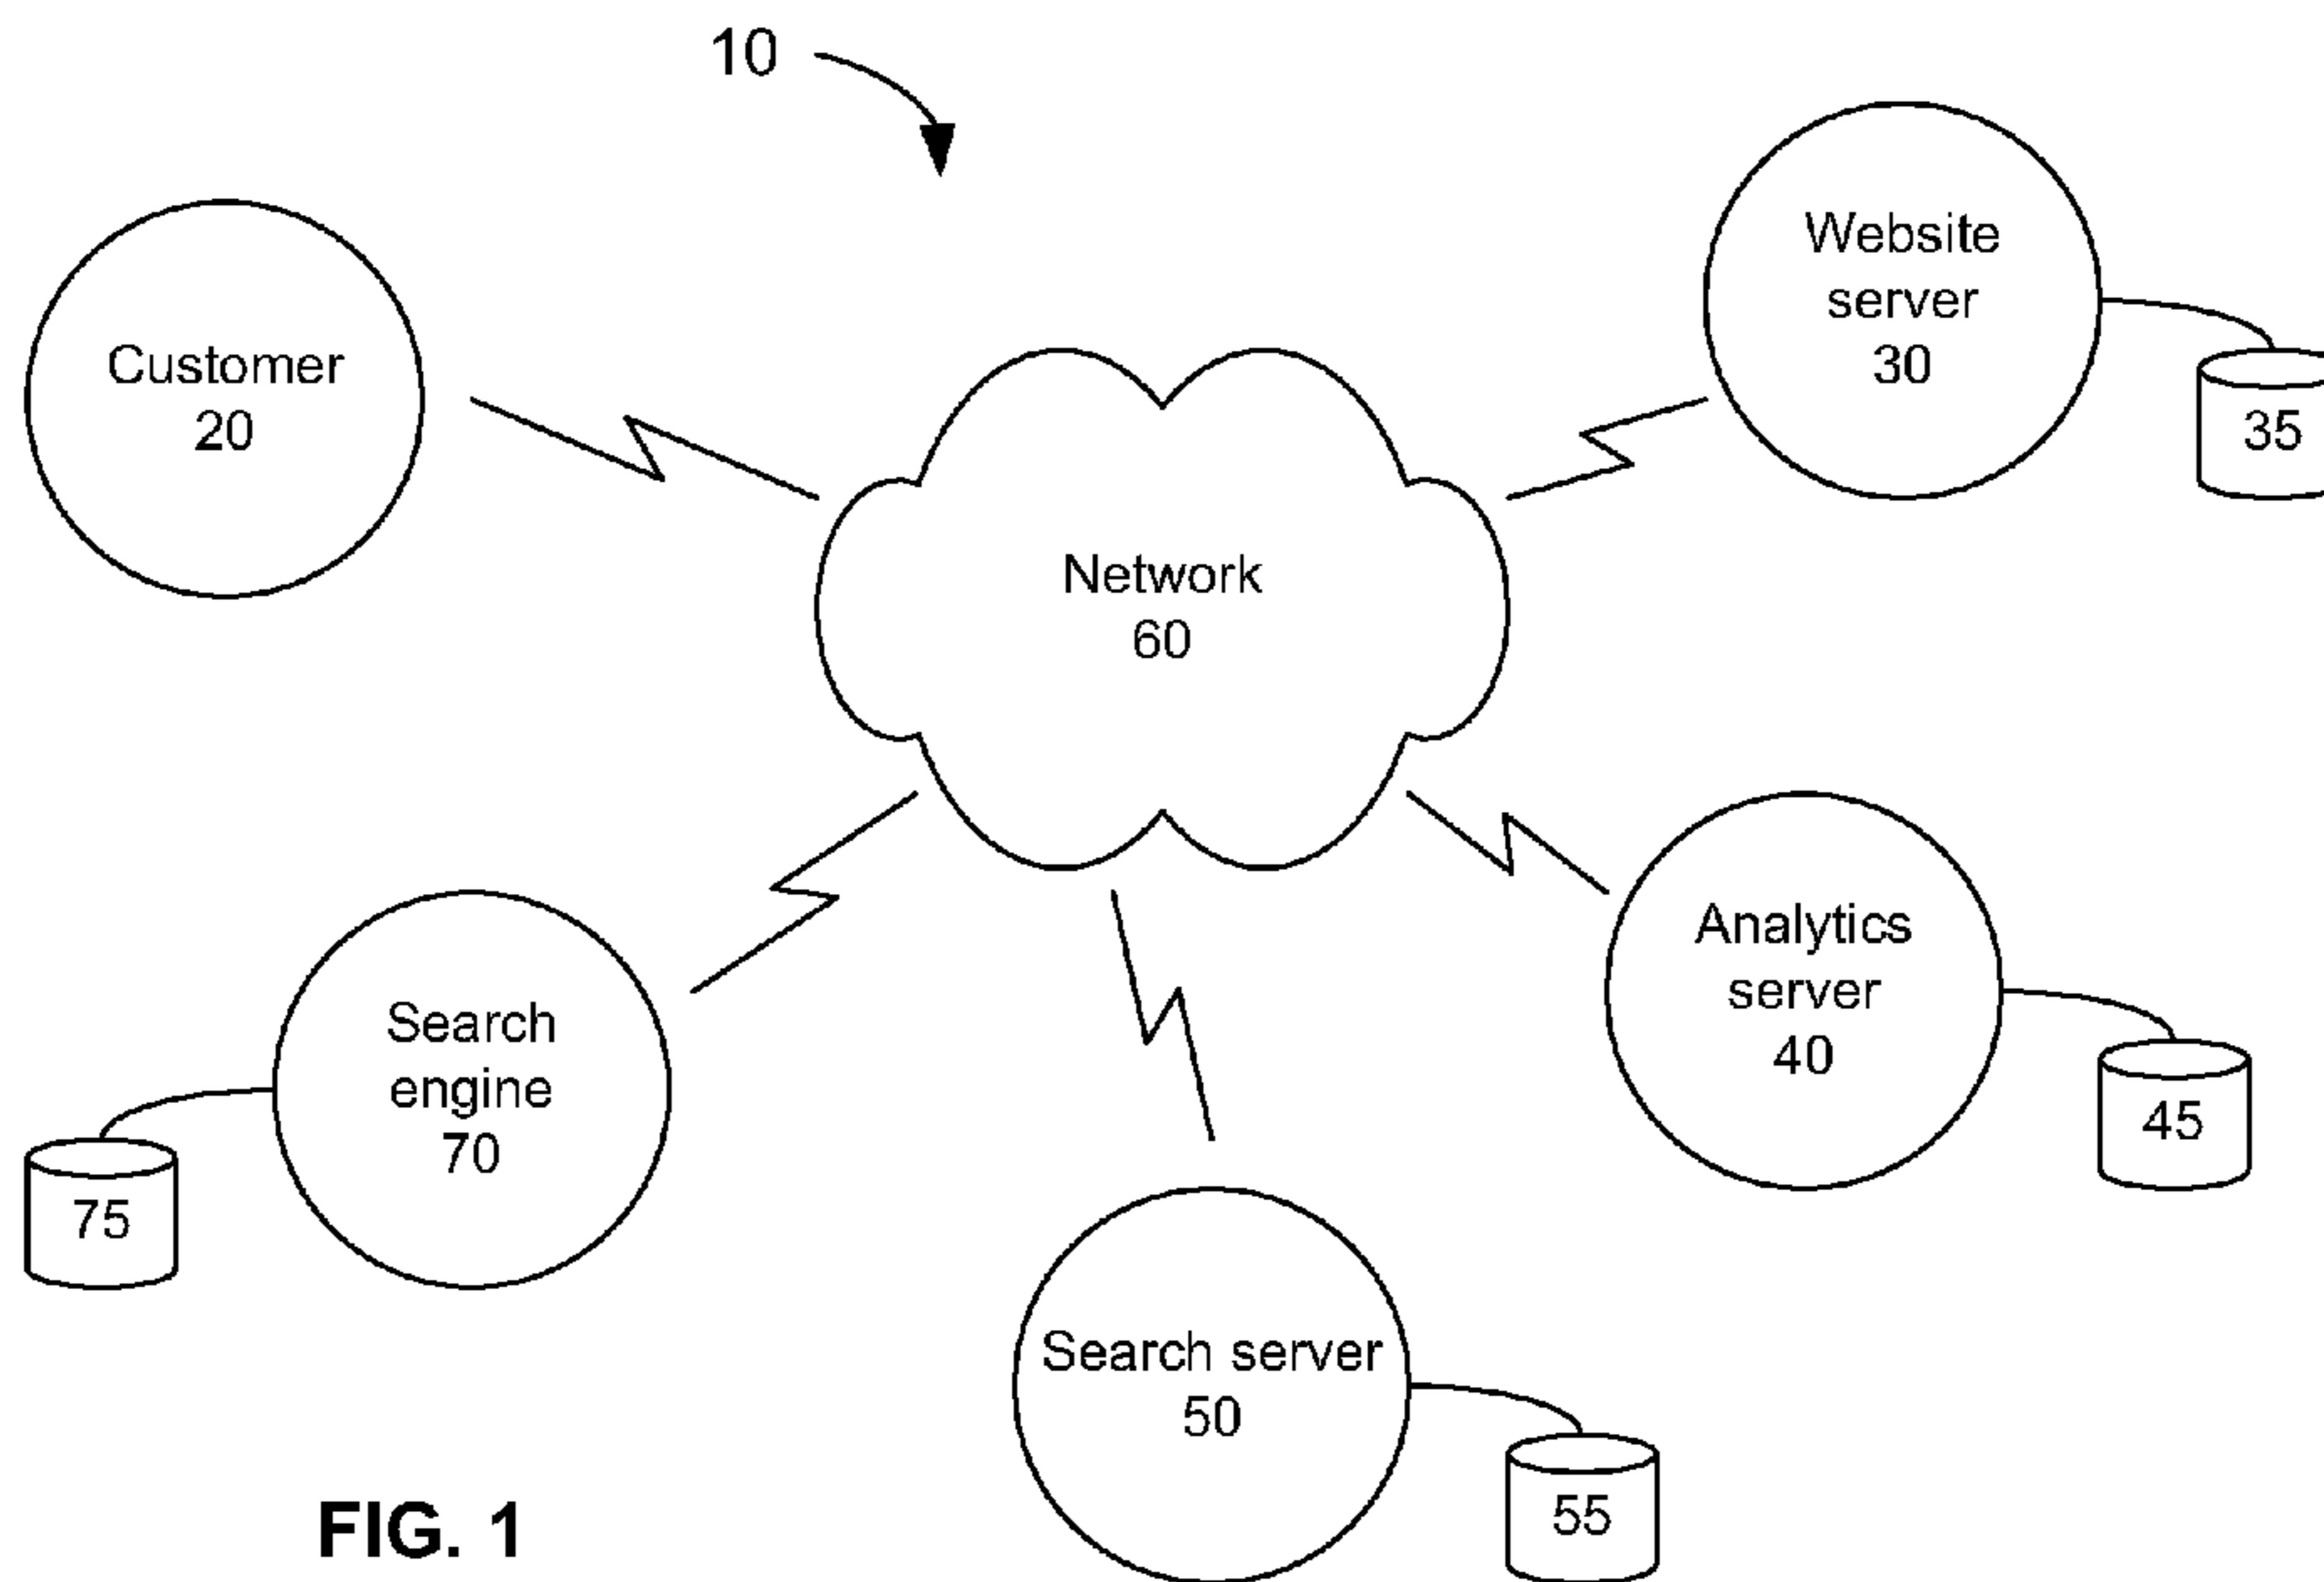 10
Website
server
30
35
Customer
20
Network
60
Analytics
server
40
45
Search
engine
70
75
Search server
50
55
FIG. 1